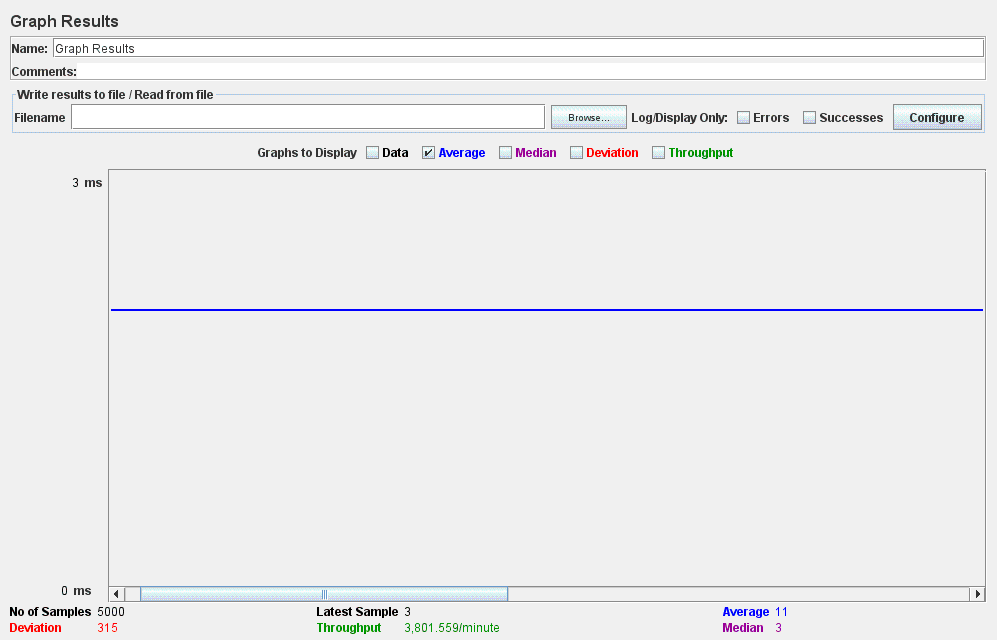 Graph Results
Name: Graph Results
Comments:
Write results to file / Read from file
Filename Browse... Log/Display Only: Errors Successes Configure
Graphs to Display Data Average Median Deviation Throughput
3 ms
0 ms
No of Samples 5000 Latest Sample 3 Average 11
Deviation 315 Throughput 3,801.559/minute Median 3